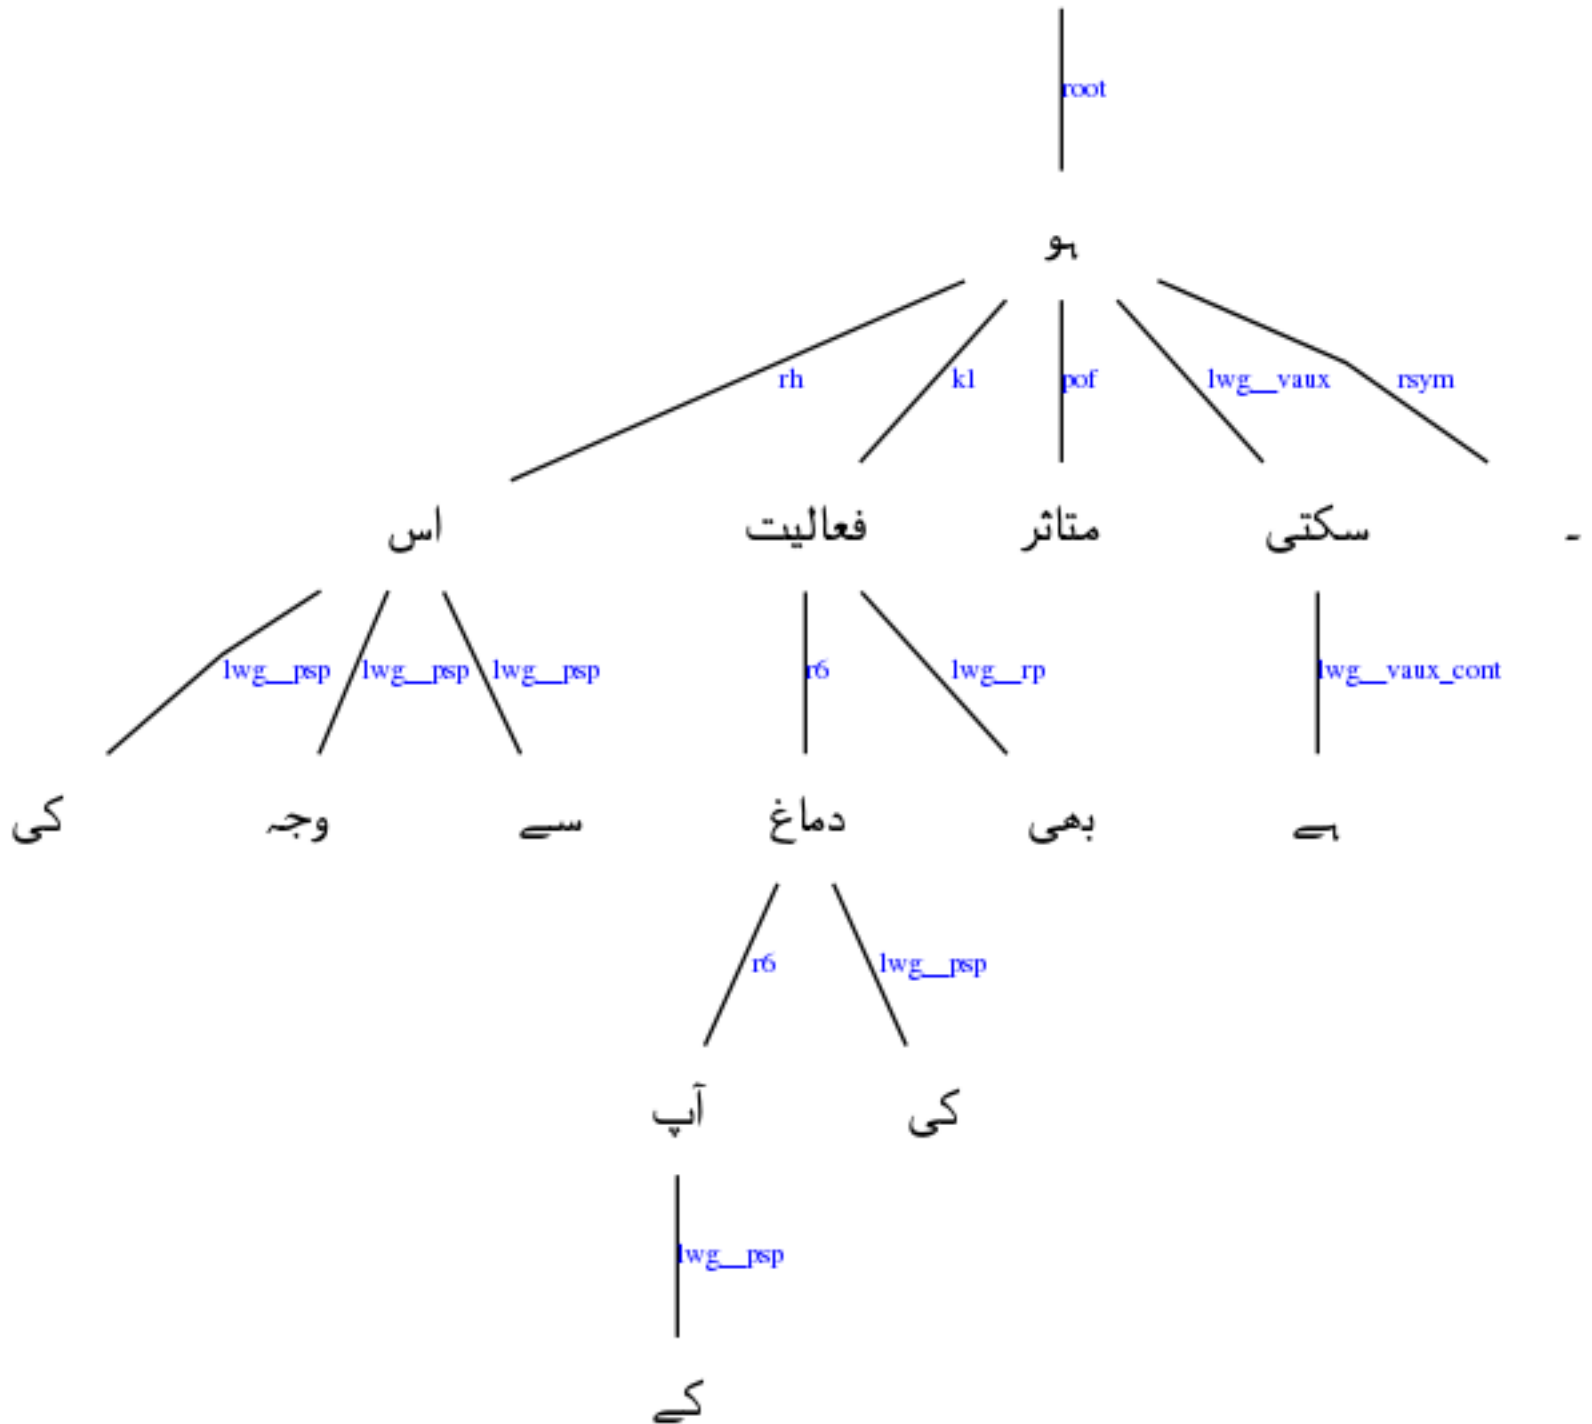 root
ہو
rh k1 pof lwg__vaux rsym
اس فعالیت متاثر سکتی ۔
lwg__psp lwg__psp lwg__psp r6 lwg__rp lwg__vaux_cont
کی وجہ سے دماغ بھی ہے
r6 lwg__psp
آپ کی
lwg__psp
کے